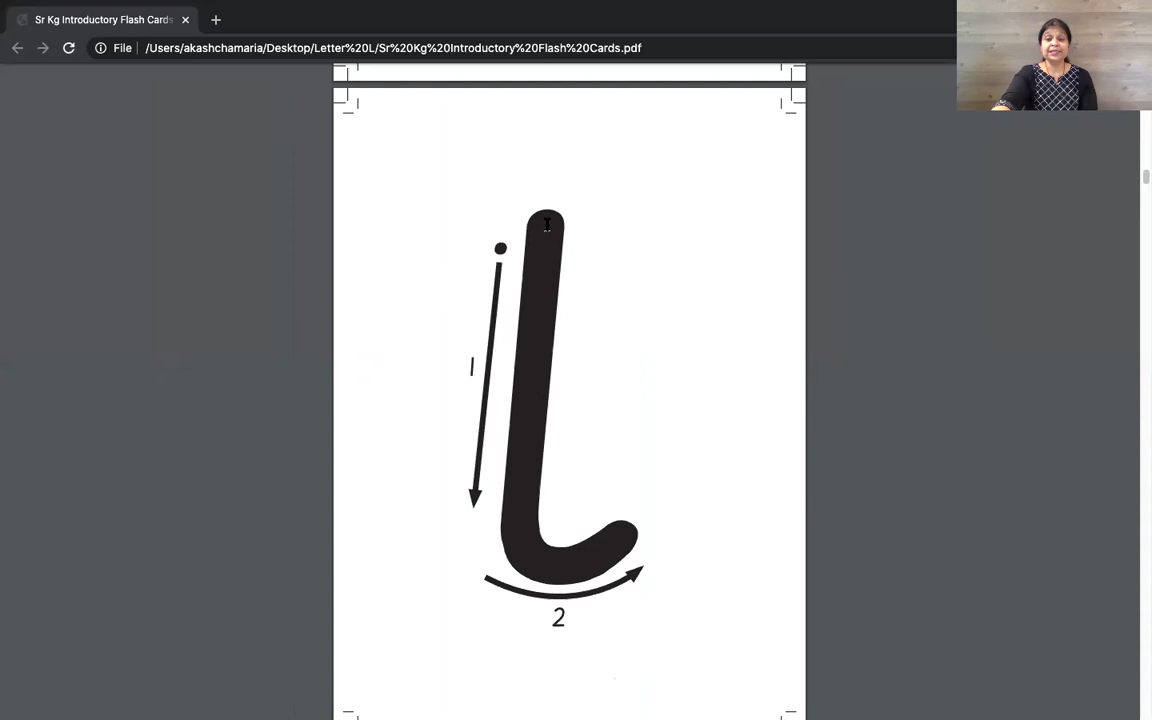 Sr Kg Introductory Flash Cards
File /Users/akashchamaria/Desktop/Letter%20L/Sr%20Kg%20Introductory%20Flash%20Cards.pdf
l
1
2